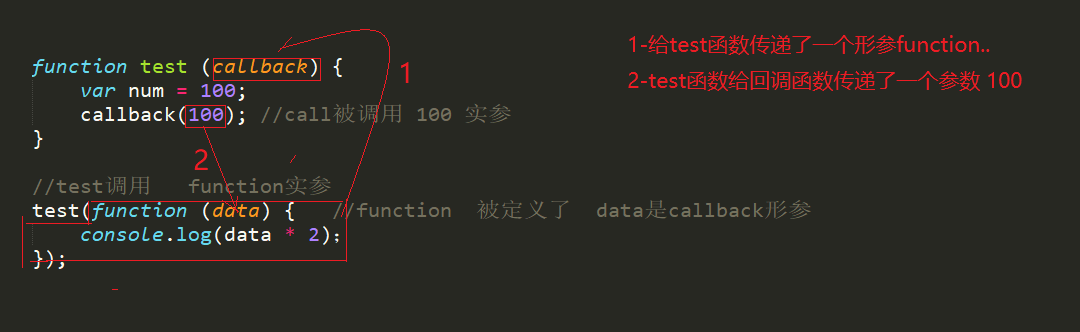 1-给test函数传递了一个形参function..
2-test函数给回调函数传递了一个参数 100
function test (callback) {
1
var num = 100;
callback(100); //call被调用 100 实参
}
2
//test调用 function实参
test(function (data) { //function 被定义了 data是callback形参
console.log(data * 2);
});